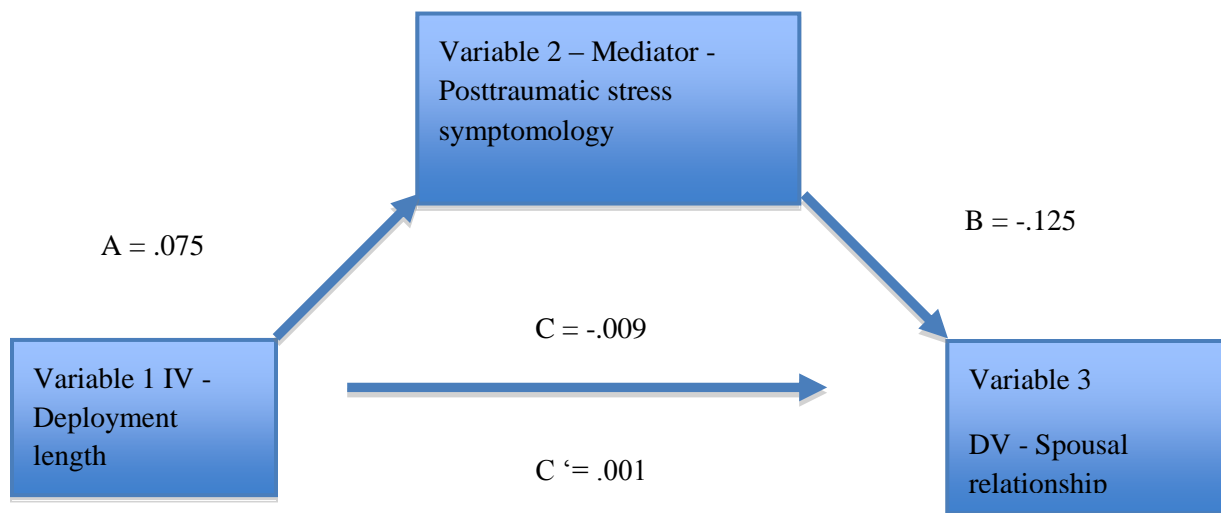 Variable 2 – Mediator -
Posttraumatic stress
symptomology
A = .075
B = -.125
C = -.009
Variable 1 IV -
Deployment
length
Variable 3
DV - Spousal
relationship
C ‘= .001